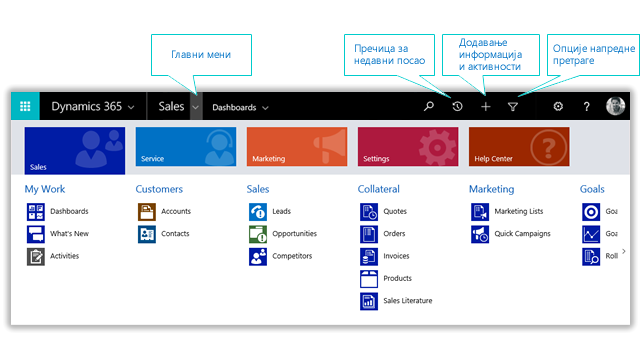 Главни мени
Пречица за
недавни посао
Додавање
информација
и активности
Опције напредне
претраге
Dynamics 365
Sales
Dashboards
?
Sales
Service
Marketing
Settings
Help Center
?
My Work
Customers
Sales
Collateral
Marketing
Goals
Dashboards
Accounts
Leads
Quotes
Marketing Lists
Goa
What's New
Contacts
Opportunities
Orders
Quick Campaigns
Goa
Activities
Competitors
Invoices
Roll
Products
Sales Literature